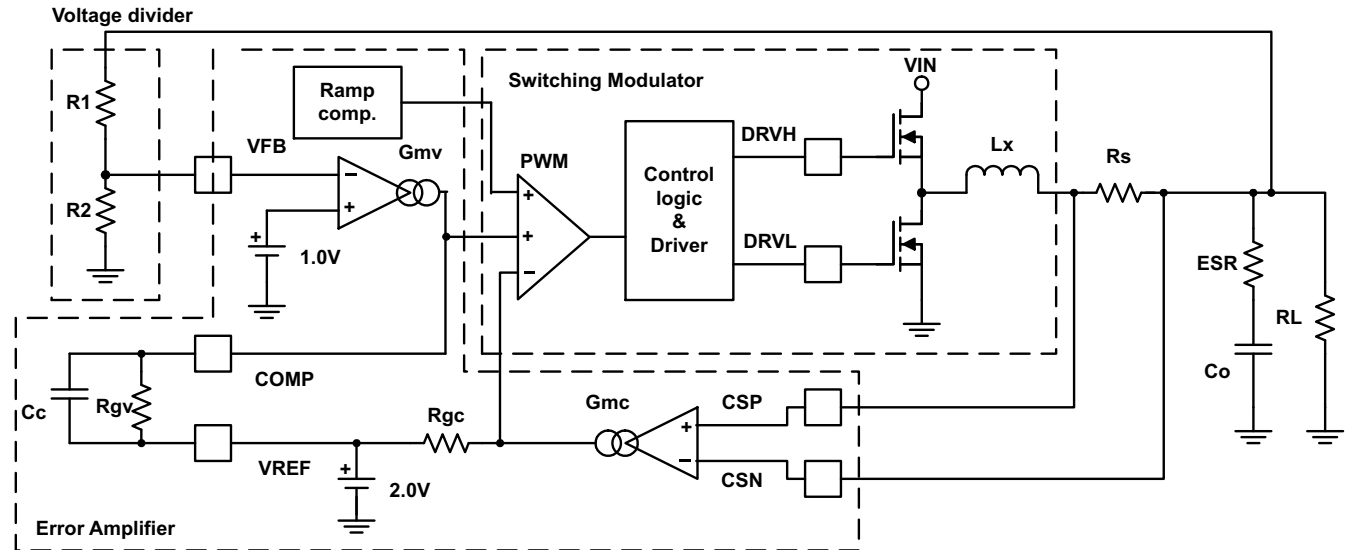 Voltage divider
R1
R2
VFB
Ramp
comp.
Gmv
+
1.0V
−
+
Switching Modulator
PWM
+
+
−
Control
logic
&
Driver
DRVH
DRVL
VIN
Lx
Rs
ESR
Co
RL
COMP
Cc
Rgv
VREF
+
2.0V
Rgc
Gmc
+
−
CSP
CSN
Error Amplifier